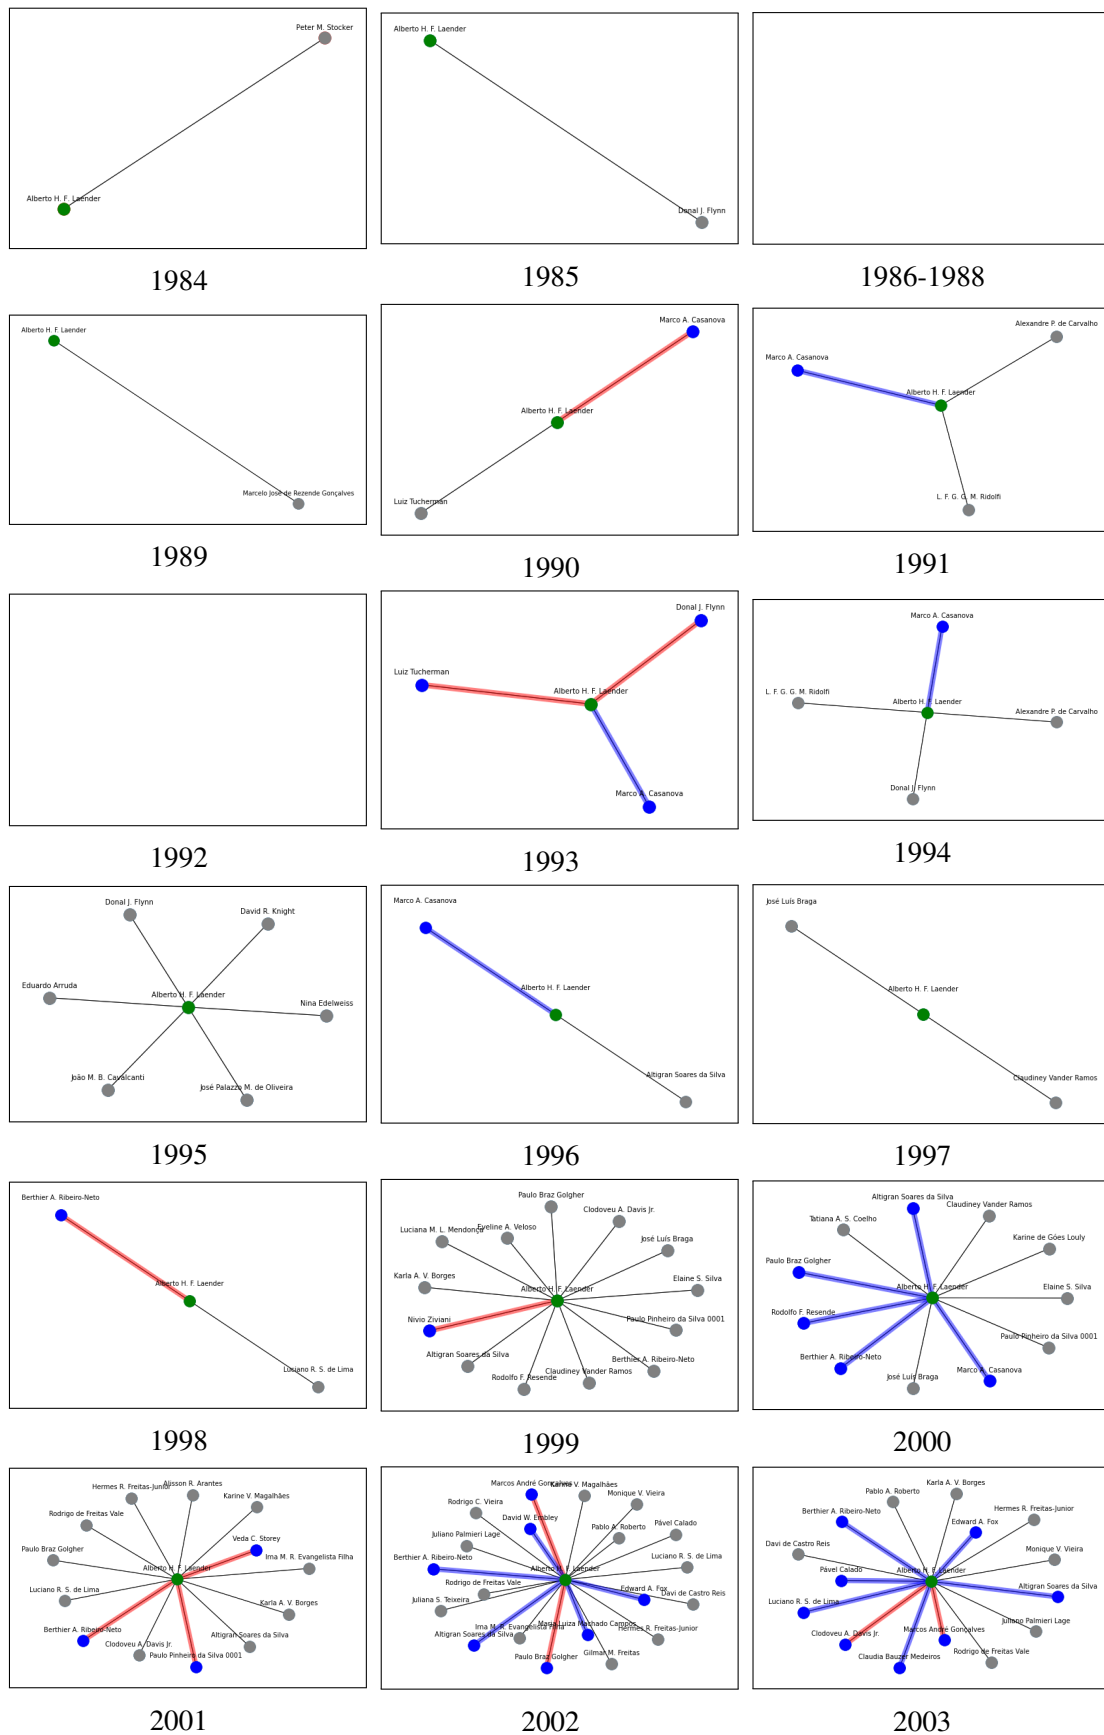 Peter M. Stocker
Alberto H. F. Laender
1984
Alberto H. F. Laender
Donal J. Flynn
1985
1986-1988
Alberto H. F. Laender
Marcelo José de Rezende Gonçalves
1989
Marco A. Casanova
Alberto H. F. Laender
Luiz Tucherman
1990
Alexandre P. de Carvalho
Marco A. Casanova
Alberto H. F. Laender
L. F. G. G. M. Ridolfi
1991
1992
Donal J. Flynn
Luiz Tucherman
Alberto H. F. Laender
Marco A. Casanova
1993
Marco A. Casanova
L. F. G. G. M. Ridolfi
Alberto H. F. Laender
Alexandre P. de Carvalho
Donal J. Flynn
1994
Donal J. Flynn
David R. Knight
Eduardo Arruda
Alberto H. F. Laender
Nina Edelweiss
João M. B. Cavalcanti
José Palazzo M. de Oliveira
1995
Marco A. Casanova
Alberto H. F. Laender
Altigran Soares da Silva
1996
José Luís Braga
Alberto H. F. Laender
Claudiney Vander Ramos
1997
Berthier A. Ribeiro-Neto
Alberto H. F. Laender
Luciano R. S. de Lima
1998
Paulo Braz Golgher
Clodoveu A. Davis Jr.
Eveline A. Veloso
Luciana M. L. Mendonça
José Luís Braga
Karla A. V. Borges
Elaine S. Silva
Alberto H. F. Laender
Nivio Ziviani
Paulo Pinheiro da Silva 0001
Altigran Soares da Silva
Berthier A. Ribeiro-Neto
Rodolfo F. Resende
Claudiney Vander Ramos
1999
Altigran Soares da Silva
Claudiney Vander Ramos
Tatiana A. S. Coelho
Karine de Góes Louly
Paulo Braz Golgher
Alberto H. F. Laender
Elaine S. Silva
Rodolfo F. Resende
Paulo Pinheiro da Silva 0001
Berthier A. Ribeiro-Neto
Marco A. Casanova
José Luís Braga
2000
Alisson R. Arantes
Hermes R. Freitas-Junior
Karine V. Magalhães
Rodrigo de Freitas Vale
Veda C. Storey
Paulo Braz Golgher
Alberto H. F. Laender
Irna M. R. Evangelista Filha
Luciano R. S. de Lima
Karla A. V. Borges
Berthier A. Ribeiro-Neto
Altigran Soares da Silva
Clodoveu A. Davis Jr.
Paulo Pinheiro da Silva 0001
2001
Marcos André Gonçalves
Karine V. Magalhães
Rodrigo C. Vieira
Monique V. Vieira
David W. Embley
Juliano Palmieri Lage
Pablo A. Roberto
Pável Calado
Berthier A. Ribeiro-Neto
Alberto H. F. Laender
Luciano R. S. de Lima
Rodrigo de Freitas Vale
Edward A. Fox
Davi de Castro Reis
Juliana S. Teixeira
Irna M. R. Evangelista Filha
Maria Luiza Machado Campos
Altigran Soares da Silva
Hermes R. Freitas-Junior
Paulo Braz Golgher
Gilmar M. Freitas
2002
Karla A. V. Borges
Pablo A. Roberto
Berthier A. Ribeiro-Neto
Hermes R. Freitas-Junior
Edward A. Fox
Davi de Castro Reis
Monique V. Vieira
Pável Calado
Alberto H. F. Laender
Altigran Soares da Silva
Luciano R. S. de Lima
Juliano Palmieri Lage
Clodoveu A. Davis Jr.
Marcos André Gonçalves
Claudia Bauzer Medeiros
Rodrigo de Freitas Vale
2003